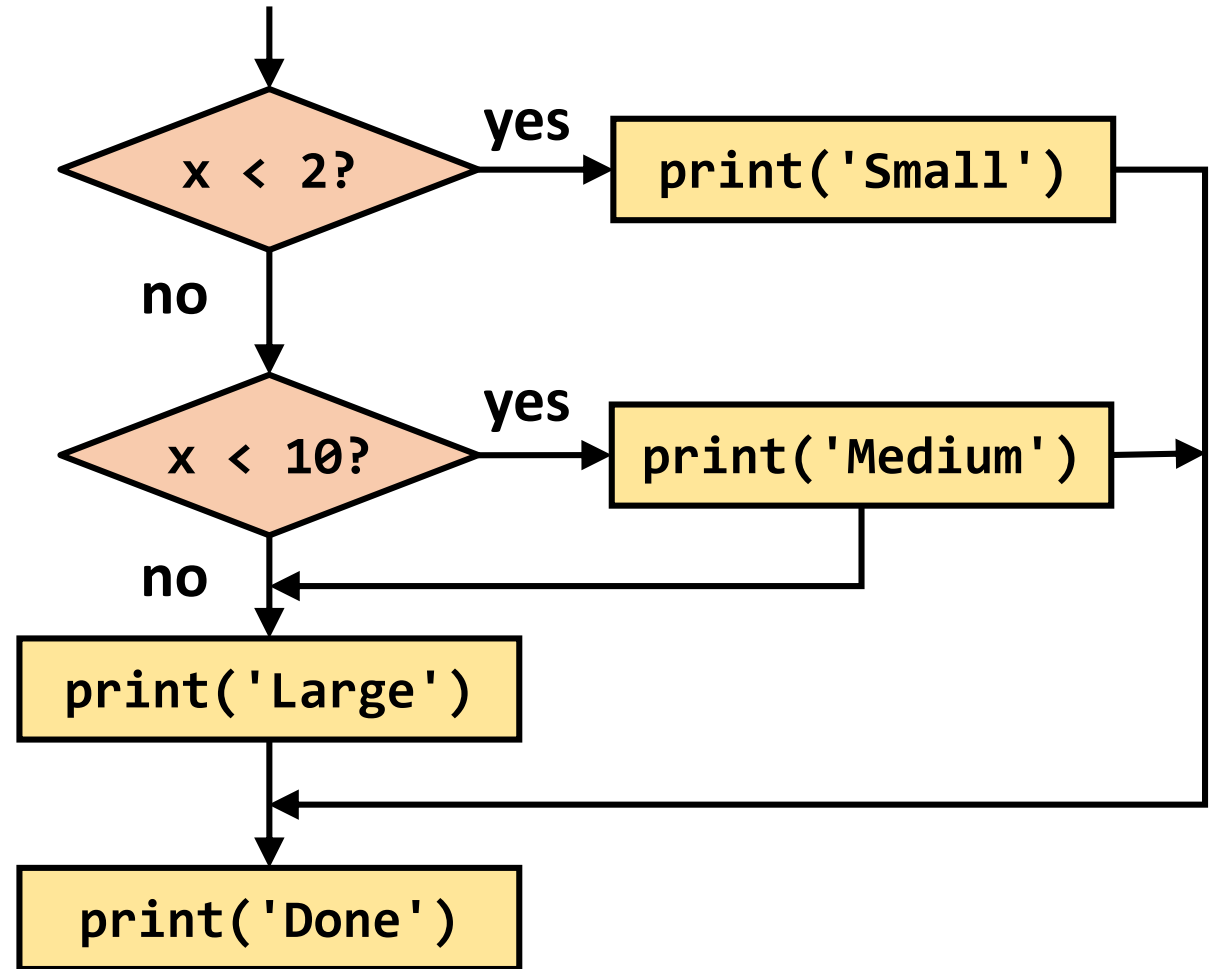 x < 2?
yes
print('Small')
no
x < 10?
yes
print('Medium')
no
print('Large')
print('Done')